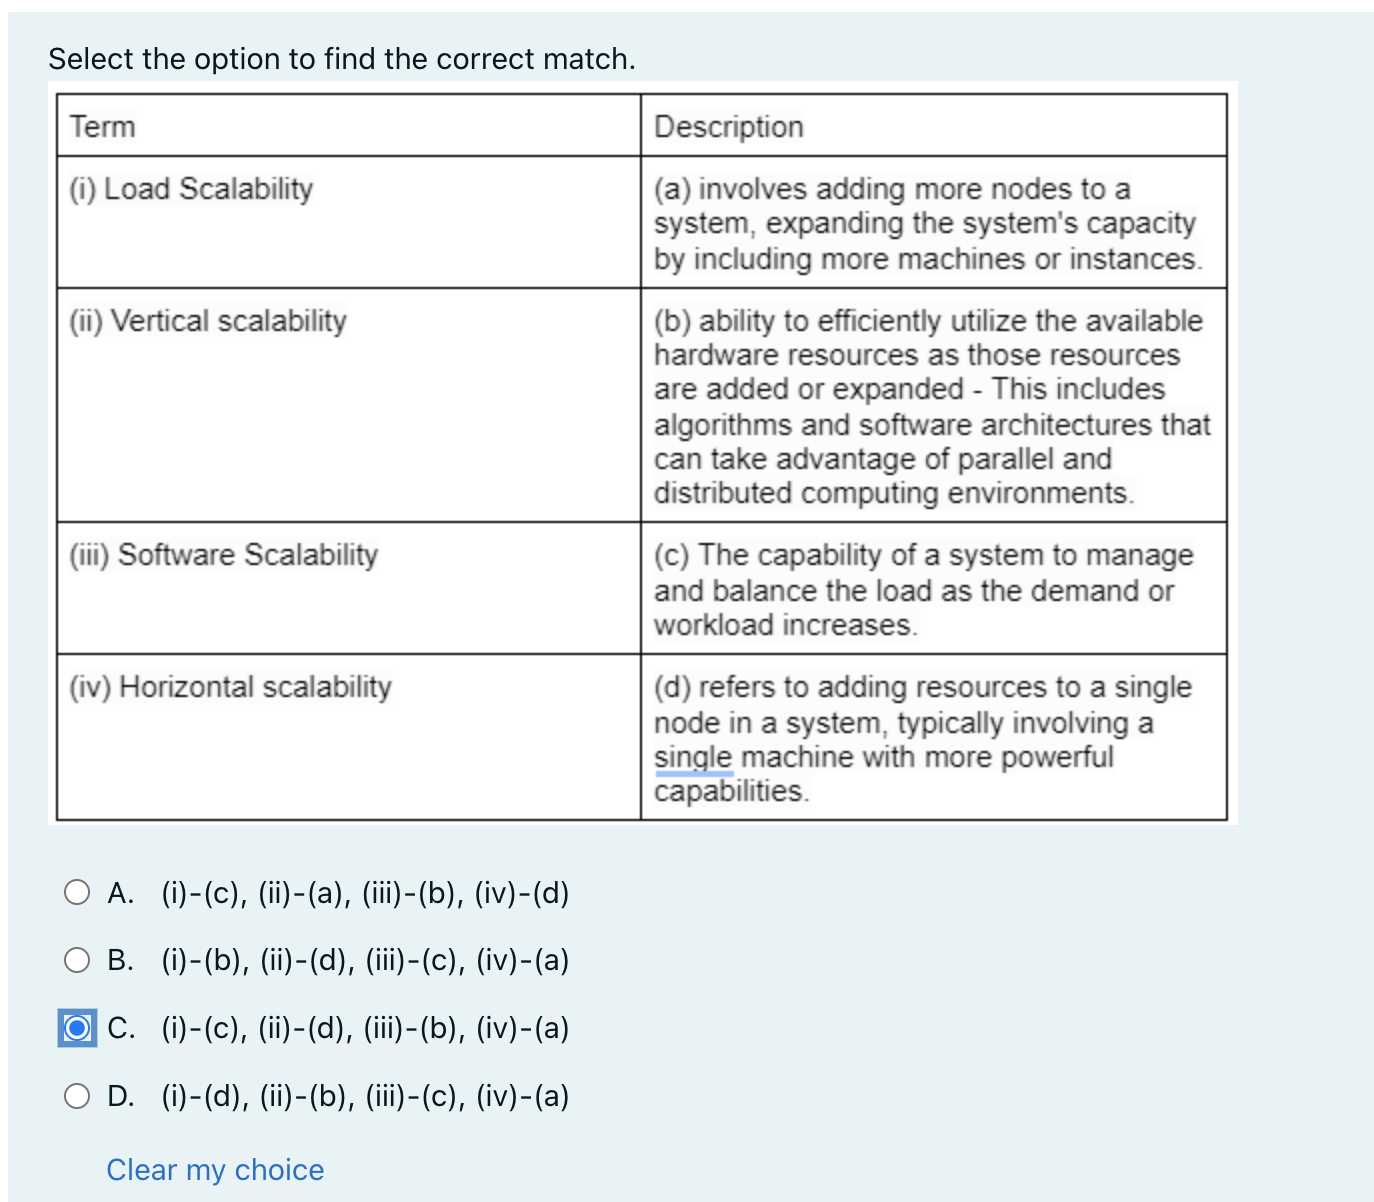 Select the option to find the correct match.
Term
Description
(i) Load Scalability
(a) involves adding more nodes to a
system, expanding the system's capacity
by including more machines or instances.
(ii) Vertical scalability
(b) ability to efficiently utilize the available
hardware resources as those resources
are added or expanded - This includes
algorithms and software architectures that
can take advantage of parallel and
distributed computing environments.
(iii) Software Scalability
(c) The capability of a system to manage
and balance the load as the demand or
workload increases.
(iv) Horizontal scalability
(d) refers to adding resources to a single
node in a system, typically involving a
single machine with more powerful
capabilities.
A. (i)-(c), (ii)-(a), (iii)-(b), (iv)-(d)
B. (i)-(b), (ii)-(d), (iii)-(c), (iv)-(a)
C. (i)-(c), (ii)-(d), (iii)-(b), (iv)-(a)
D. (i)-(d), (ii)-(b), (iii)-(c), (iv)-(a)
Clear my choice